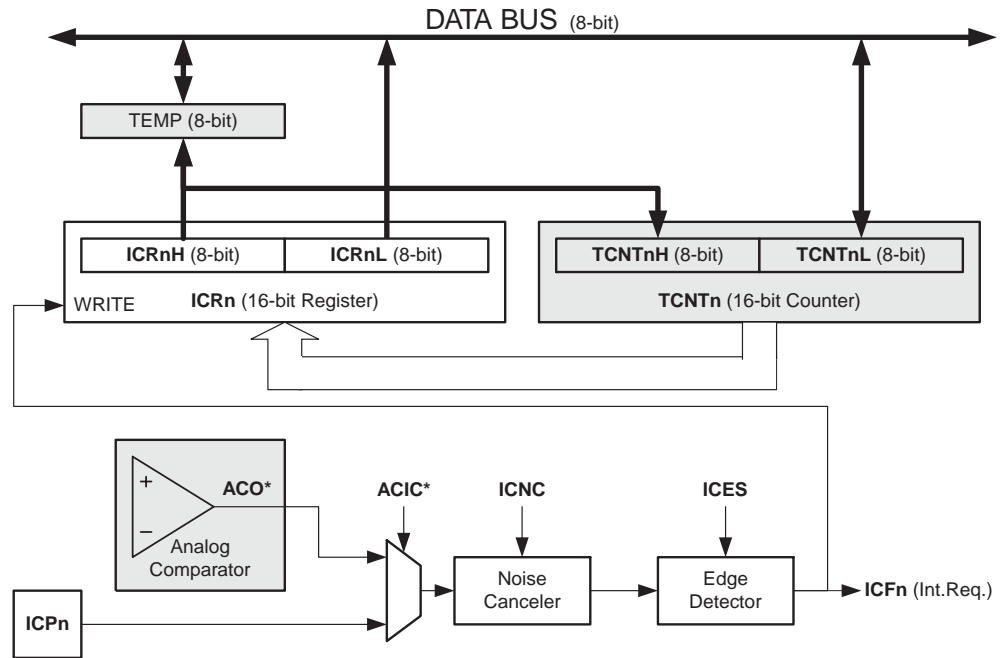 DATA BUS (8-bit)
TEMP (8-bit)
ICRnH (8-bit)
ICRnL (8-bit)
TCNTnH (8-bit)
TCNTnL (8-bit)
WRITE
ICRn (16-bit Register)
TCNTn (16-bit Counter)
+
−
ACO*
Analog
Comparator
ACIC*
ICNC
ICES
Noise
Canceler
Edge
Detector
ICFn (Int.Req.)
ICPn